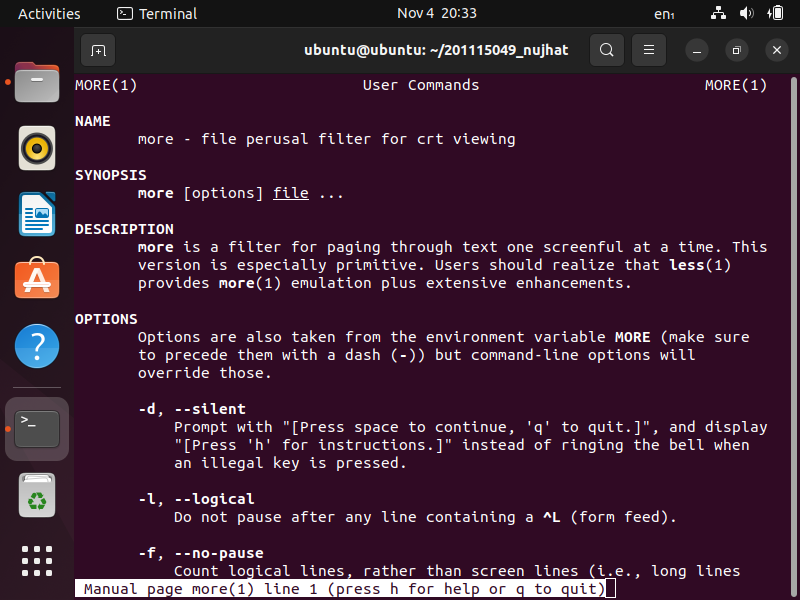 Activities Terminal Nov 4 20:33 en₁
ubuntu@ubuntu: ~/201115049_nujhat
MORE(1) User Commands MORE(1)
NAME
more - file perusal filter for crt viewing
SYNOPSIS
more [options] file ...
DESCRIPTION
more is a filter for paging through text one screenful at a time. This
version is especially primitive. Users should realize that less(1)
provides more(1) emulation plus extensive enhancements.
OPTIONS
Options are also taken from the environment variable MORE (make sure
to precede them with a dash (-)) but command-line options will
override those.
-d, --silent
Prompt with "[Press space to continue, 'q' to quit.]", and display
"[Press 'h' for instructions.]" instead of ringing the bell when
an illegal key is pressed.
-l, --logical
Do not pause after any line containing a ^L (form feed).
-f, --no-pause
Count logical lines, rather than screen lines (i.e., long lines
Manual page more(1) line 1 (press h for help or q to quit)